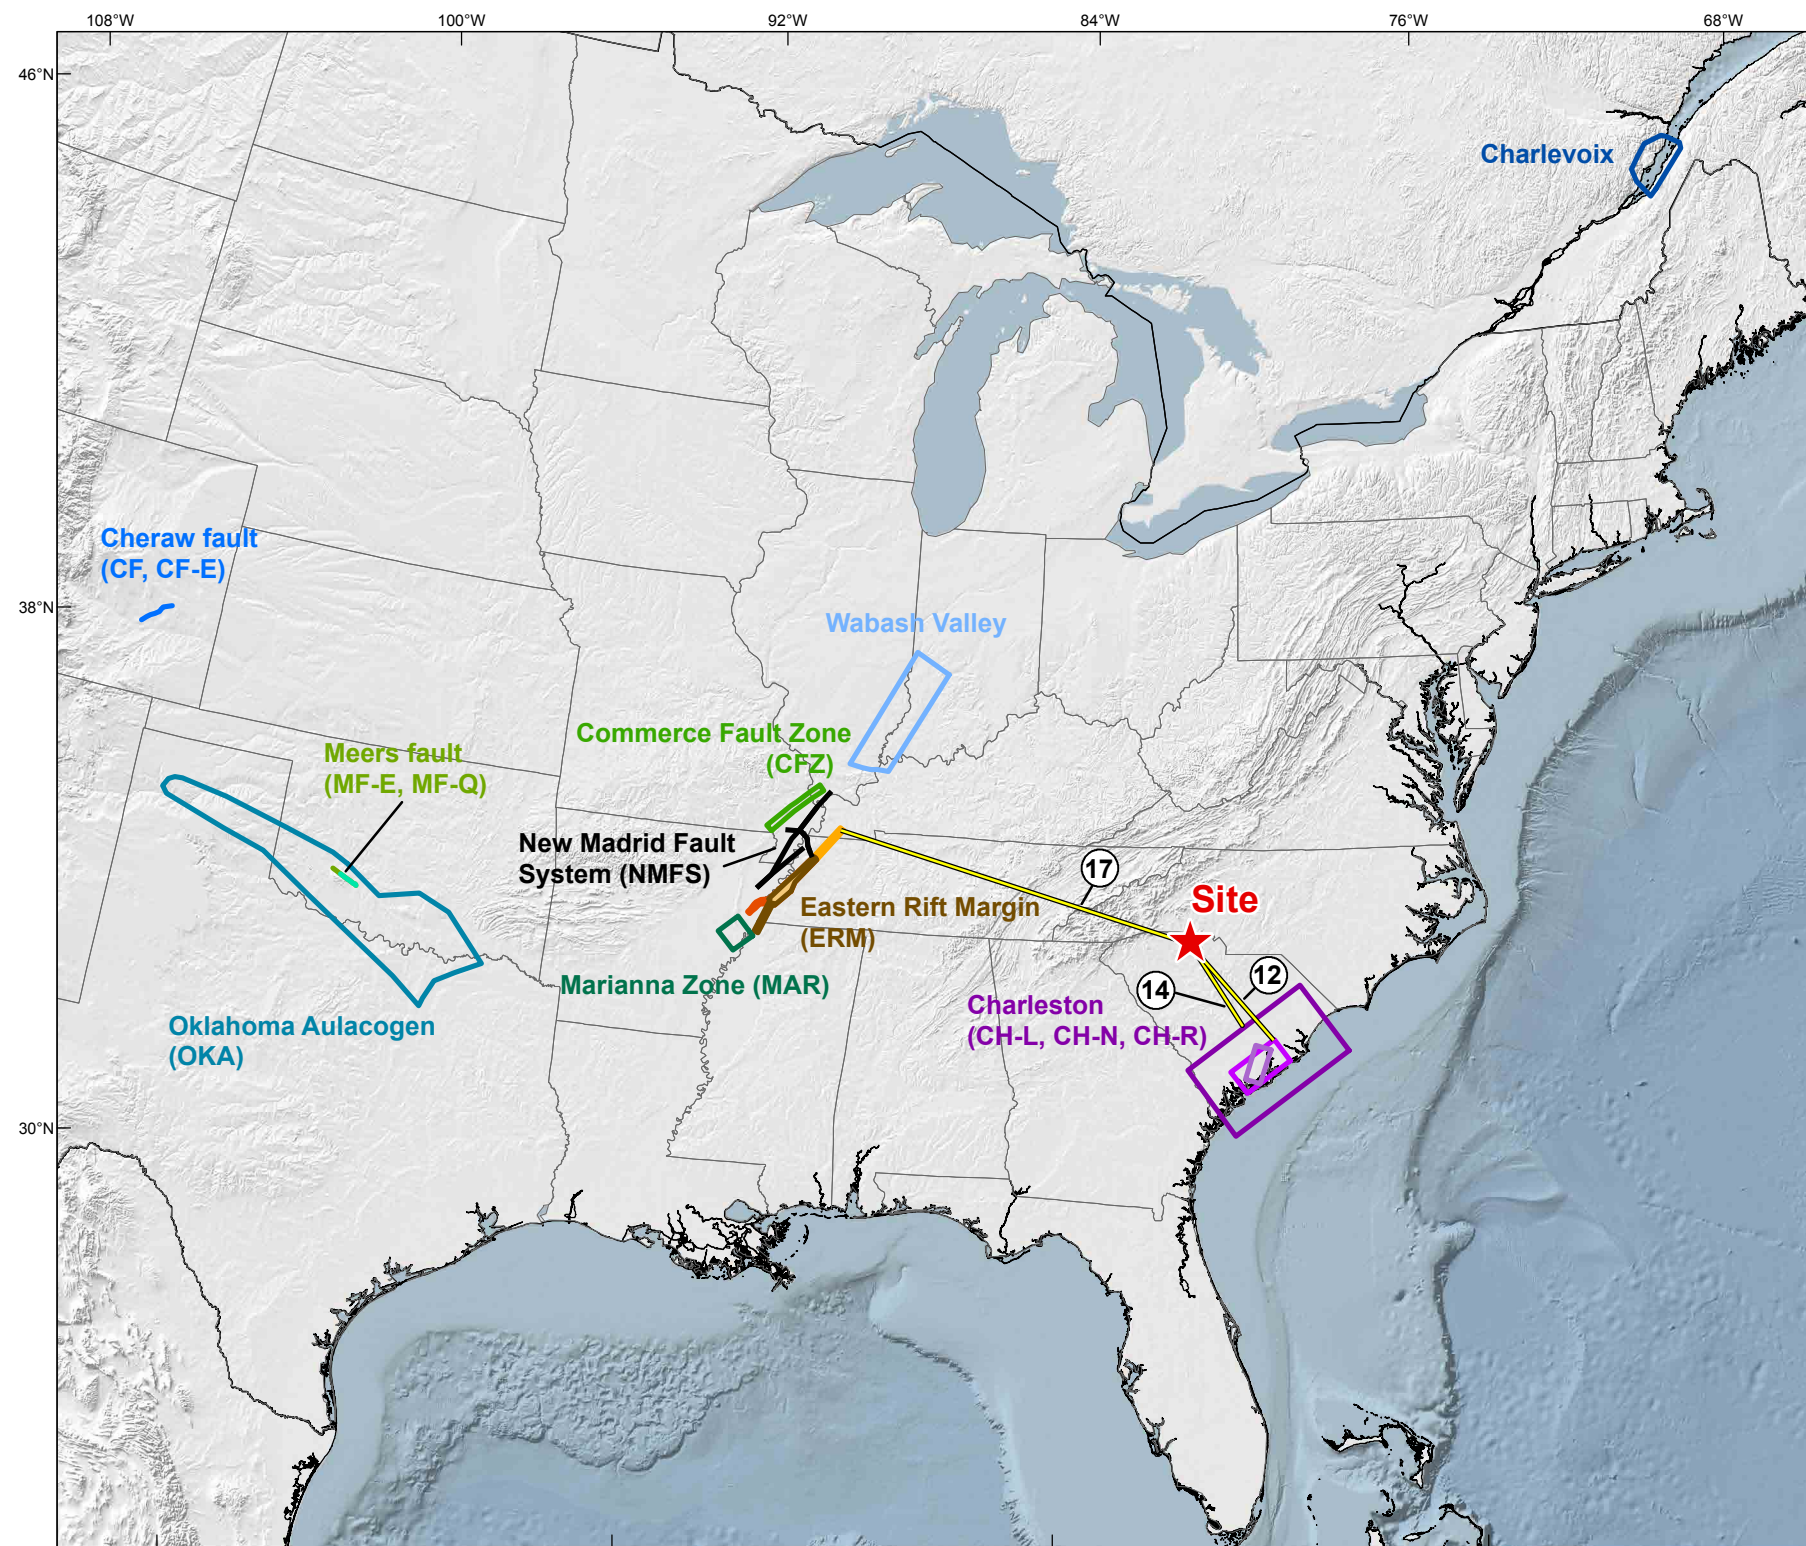 108°W 100°W 92°W 84°W 76°W 68°W
46°N
Charlevoix
Cheraw fault
(CF, CF-E)
38°N
Wabash Valley
Commerce Fault Zone
(CFZ)
Meers fault
(MF-E, MF-Q)
New Madrid Fault
System (NMFS)
17
Site
Eastern Rift Margin
(ERM)
12
14
Marianna Zone (MAR)
Charleston
(CH-L, CH-N, CH-R)
Oklahoma Aulacogen
(OKA)
30°N